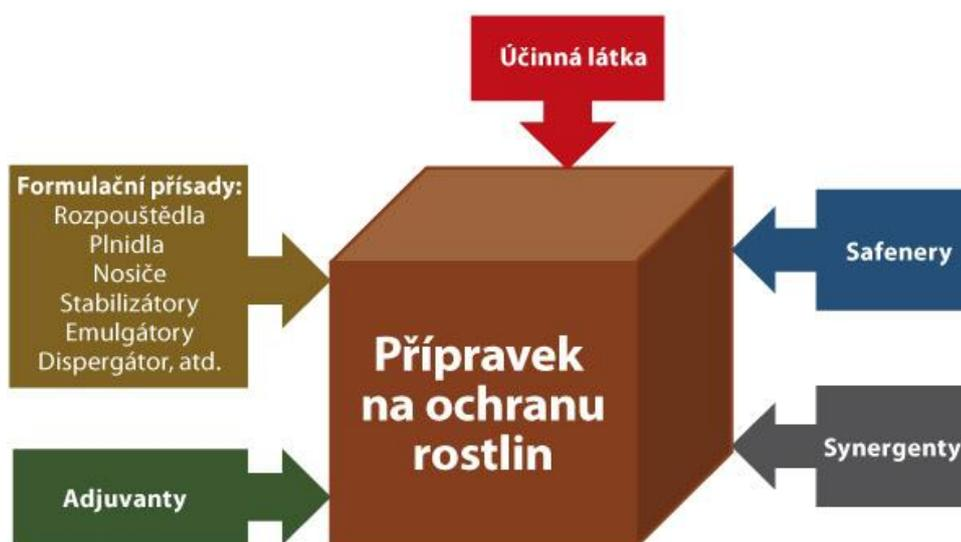 Účinná látka
Formulační přísady:
Rozpouštědla
Plnidla
Nosiče
Stabilizátory
Emulgátory
Dispergátor, atd.
Safenery
Přípravek
na ochranu
rostlin
Adjuvanty
Synergenty